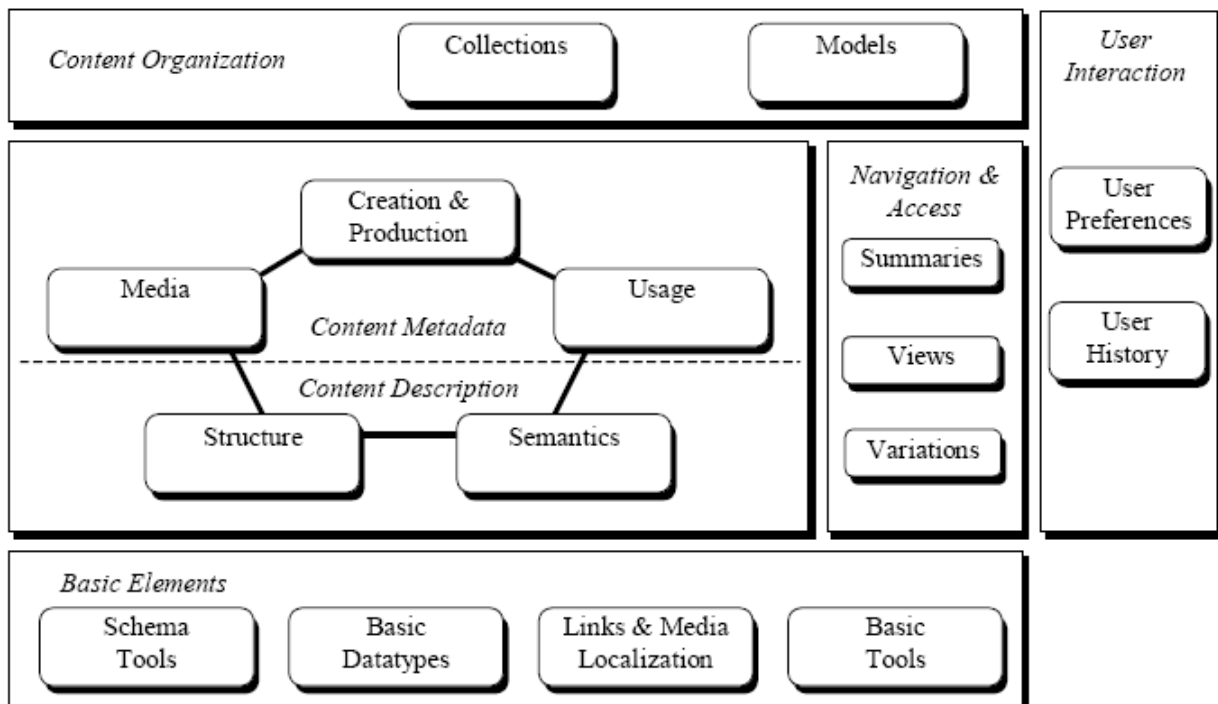 Content Organization
Collections
Models
User
Interaction
Creation &
Production
Media
Usage
Content Metadata
Content Description
Structure
Semantics
Navigation &
Access
Summaries
Views
Variations
User
Preferences
User
History
Basic Elements
Schema
Tools
Basic
Datatypes
Links & Media
Localization
Basic
Tools